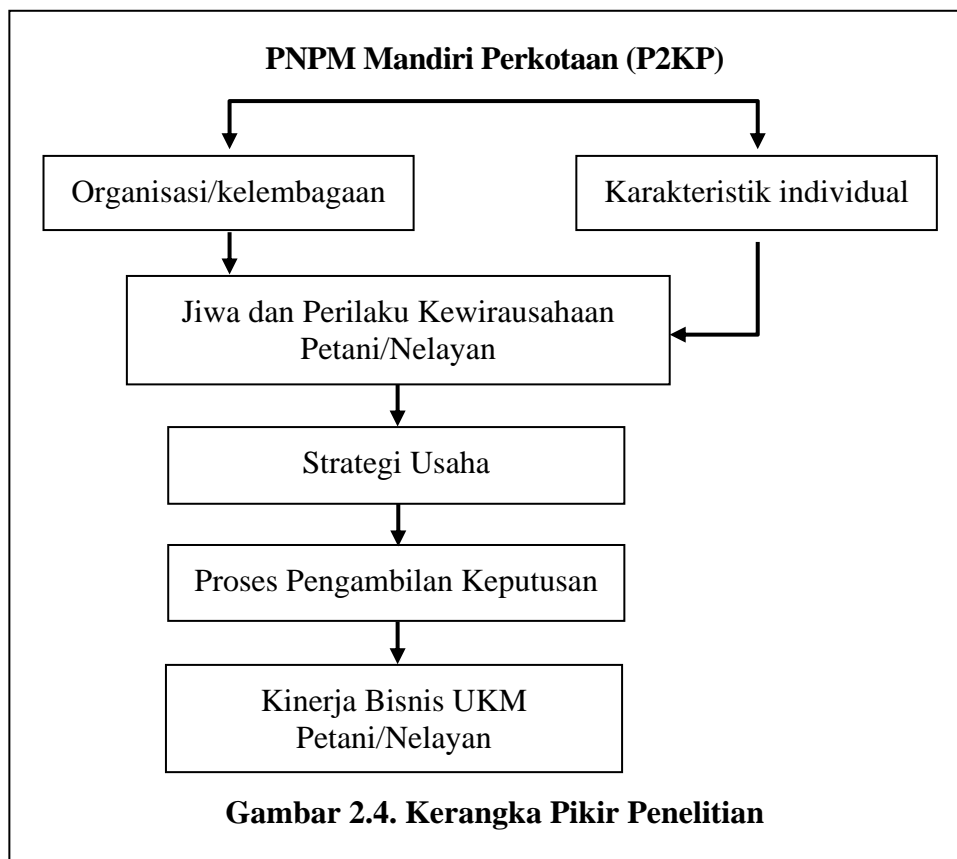 PNPM Mandiri Perkotaan (P2KP)
Organisasi/kelembagaan
Karakteristik individual
Jiwa dan Perilaku Kewirausahaan
Petani/Nelayan
Strategi Usaha
Proses Pengambilan Keputusan
Kinerja Bisnis UKM
Petani/Nelayan
Gambar 2.4. Kerangka Pikir Penelitian